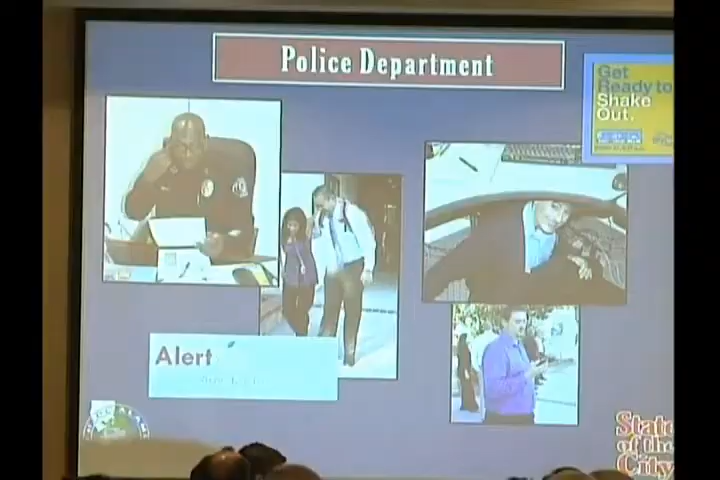 Police Department
Get
Ready to
Shake
Out.
Alert
State
of the
City